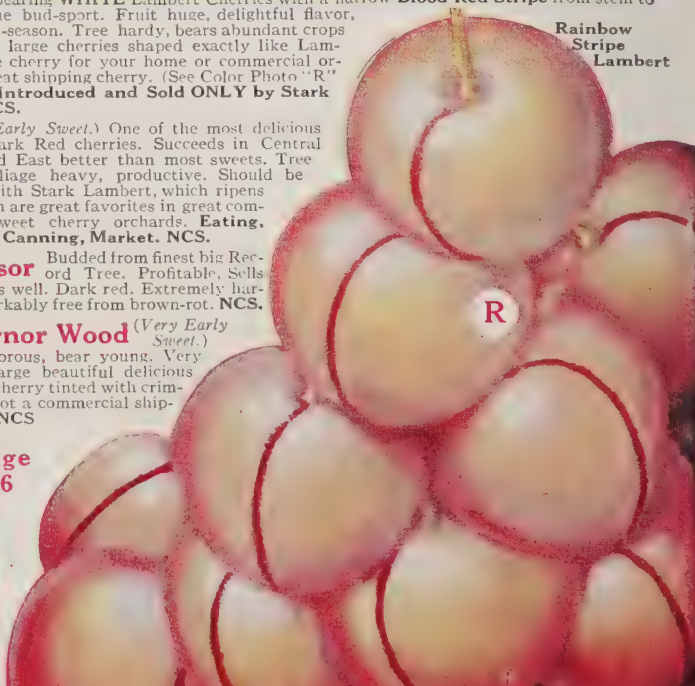 bearing WHITE Lambert Cherries with a narrow Blood Red Stripe from stem to
bud-sport. Fruit huge, delightful flavor,
-season. Tree hardy, bears abundant crops
large cherries shaped exactly like Lam-
cherry for your home or commercial or-
eat shipping cherry. (See Color Photo "R"
Introduced and Sold ONLY by Stark
CS.
Early Sweet.) One of the most delicious
ark Red cherries. Succeeds in Central
d East better than most sweets. Tree
liage heavy, productive. Should be
ith Stark Lambert, which ripens
n are great favorites in great com-
weet cherry orchards. Eating,
Canning, Market. NCS.
sor Budded from finest big Rec-
ord Tree. Profitable. Sells
s well. Dark red. Extremely har-
rkably free from brown-rot. NCS.
nor Wood (Very Early
Sweet.)
orous, bear young. Very
arge beautiful delicious
herry tinted with crim-
ot a commercial ship-
NCS
ge
6
Rainbow
Stripe
Lambert
R